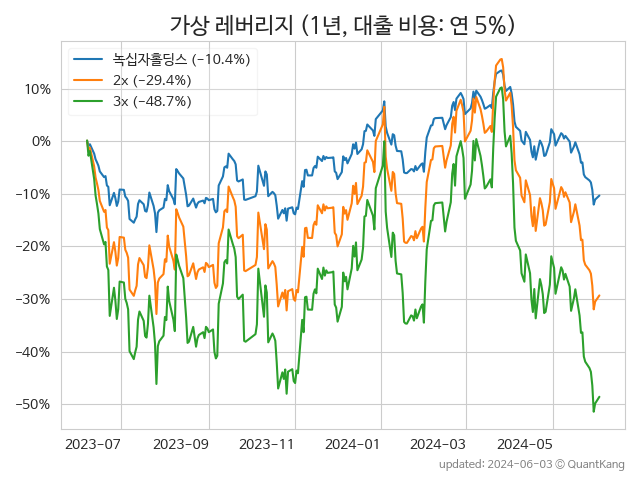 가상 레버리지 (1년, 대출 비용: 연 5%)
녹십자홀딩스 (−10.4%)
2x (−29.4%)
3x (−48.7%)
10%
0%
−10%
−20%
−30%
−40%
−50%
2023-07 2023-09 2023-11 2024-01 2024-03 2024-05
updated: 2024-06-03 © QuantKang